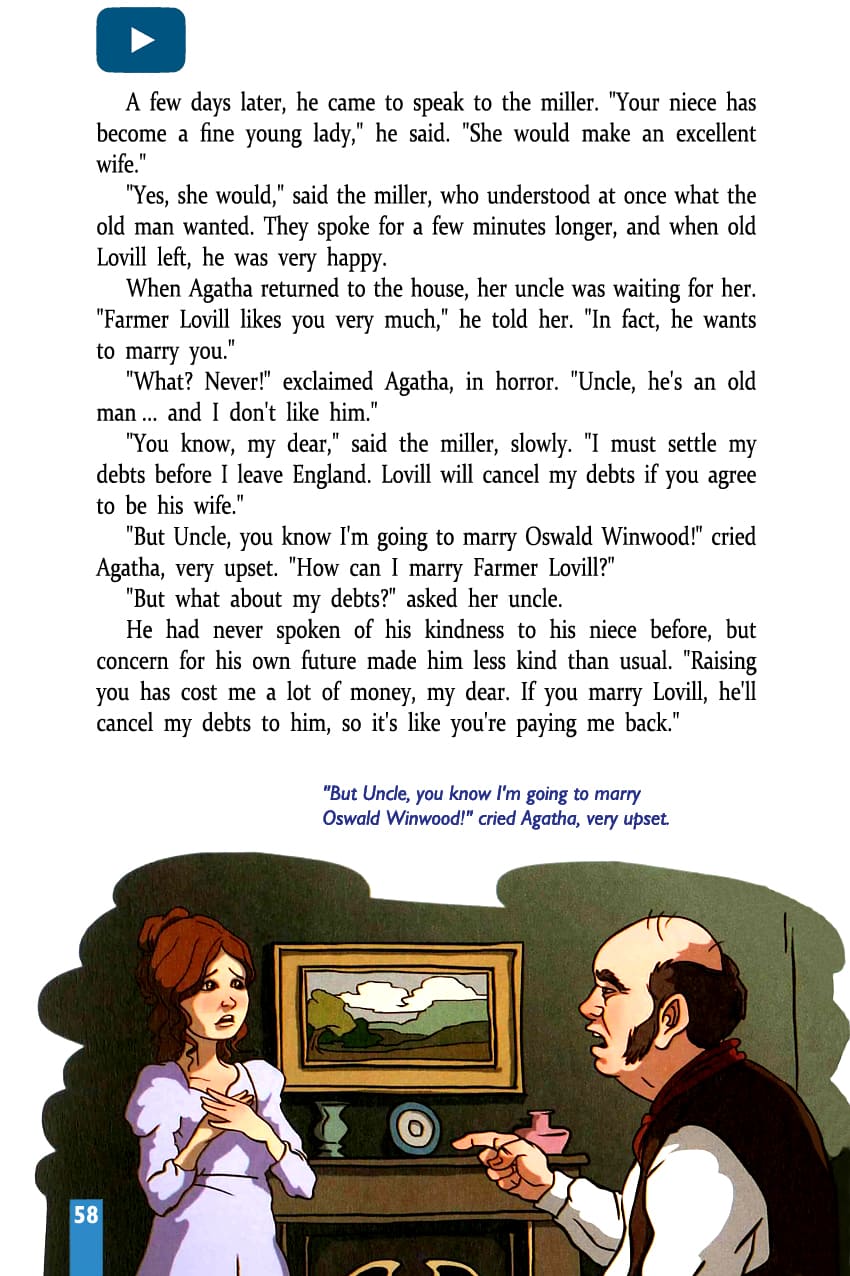 A few days later, he came to speak to the miller. "Your niece has
become a fine young lady," he said. "She would make an excellent
wife."
"Yes, she would," said the miller, who understood at once what the
old man wanted. They spoke for a few minutes longer, and when old
Lovill left, he was very happy.
When Agatha returned to the house, her uncle was waiting for her.
"Farmer Lovill likes you very much," he told her. "In fact, he wants
to marry you."
"What? Never!" exclaimed Agatha, in horror. "Uncle, he's an old
man ... and I don't like him."
"You know, my dear," said the miller, slowly. "I must settle my
debts before I leave England. Lovill will cancel my debts if you agree
to be his wife."
"But Uncle, you know I'm going to marry Oswald Winwood!" cried
Agatha, very upset. "How can I marry Farmer Lovill?"
"But what about my debts?" asked her uncle.
He had never spoken of his kindness to his niece before, but
concern for his own future made him less kind than usual. "Raising
you has cost me a lot of money, my dear. If you marry Lovill, he'll
cancel my debts to him, so it's like you're paying me back."
"But Uncle, you know I'm going to marry
Oswald Winwood!" cried Agatha, very upset.
58